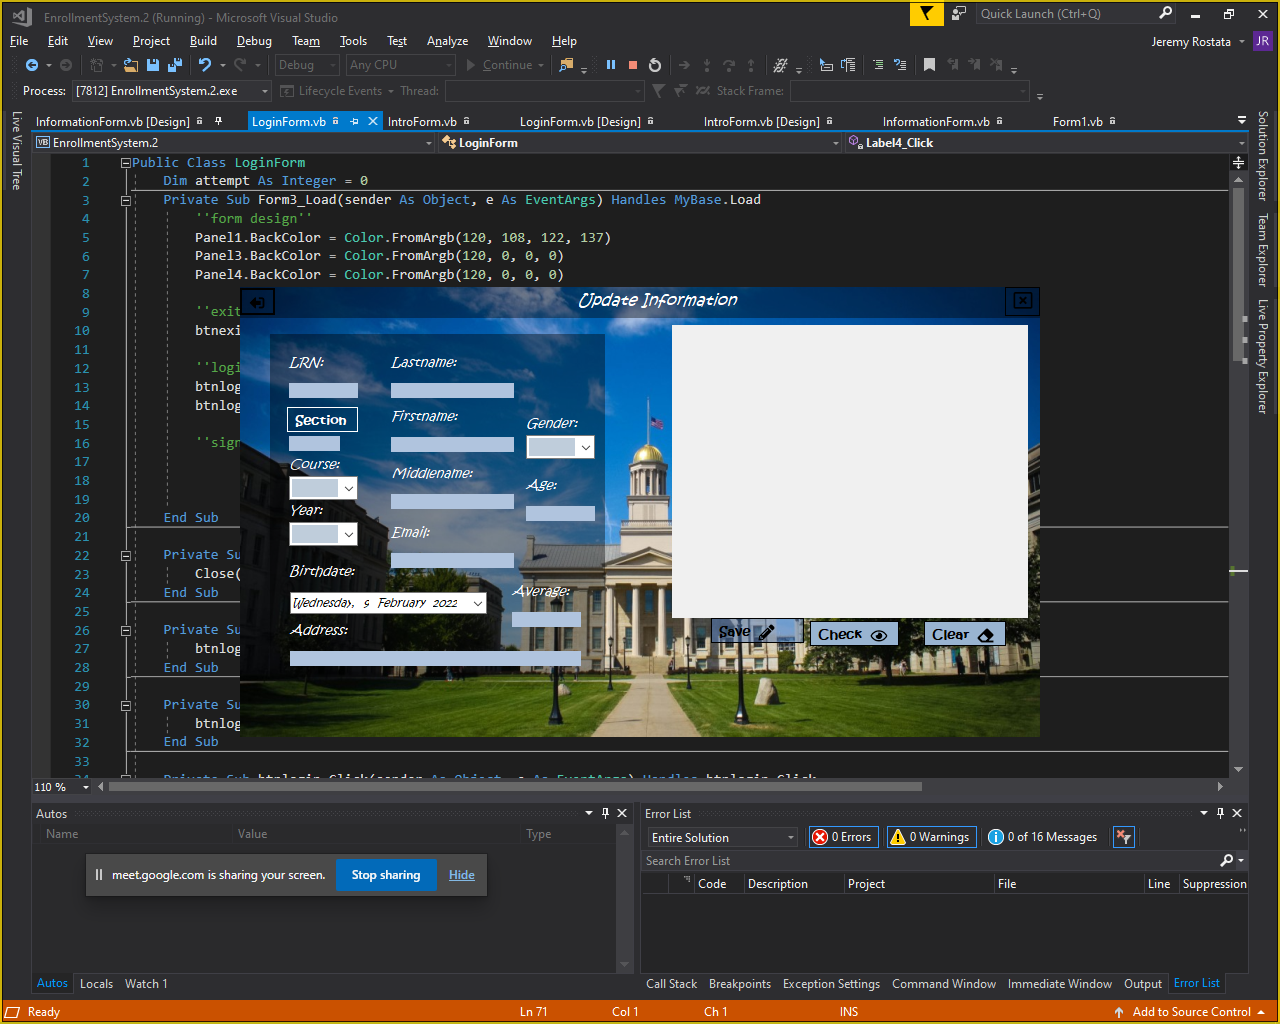 EnrollmentSystem.2 (Running) - Microsoft Visual Studio
Quick Launch (Ctrl+Q)
File Edit View Project Build Debug Team Tools Test Analyze Window Help
Jeremy Rostata JR
Debug Any CPU Continue
Process: [7812] EnrollmentSystem.2.exe Lifecycle Events Thread: Stack Frame:
InformationForm.vb [Design] LoginForm.vb IntroForm.vb LoginForm.vb [Design] IntroForm.vb [Design] InformationForm.vb Form1.vb
VB EnrollmentSystem.2 LoginForm Label4_Click
Live Visual Tree
Solution Explorer
Team Explorer
Live Property Explorer
1 Public Class LoginForm
2 Dim attempt As Integer = 0
3 Private Sub Form3_Load(sender As Object, e As EventArgs) Handles MyBase.Load
4 ''form design''
5 Panel1.BackColor = Color.FromArgb(120, 108, 122, 137)
6 Panel3.BackColor = Color.FromArgb(120, 0, 0, 0)
7 Panel4.BackColor = Color.FromArgb(120, 0, 0, 0)
8
9 ''exit
10 btnexi
11
12 ''logi
13 btnlog
14 btnlog
15
16 ''sign
17
18
19
20 End Sub
21
22 Private Su
23 Close(
24 End Sub
25
26 Private Su
27 btnlog
28 End Sub
29
30 Private Su
31 btnlog
32 End Sub
33
34 Private Sub btnlogin_Click(sender As Object, e As EventArgs) Handles btnlogin.Click
Update Information
LRN: Lastname:
Section
Firstname:
Gender:
Course:
Middlename:
Age:
Year:
Email:
Birthdate:
Average:
Wednesday, 9 February 2022
Address:
Save Check Clear
110 %
Autos
Name Value Type
meet.google.com is sharing your screen. Stop sharing Hide
Autos Locals Watch 1
Error List
Entire Solution 0 Errors 0 Warnings 0 of 16 Messages
Search Error List
Code Description Project File Line Suppression
Call Stack Breakpoints Exception Settings Command Window Immediate Window Output Error List
Ready Ln 71 Col 1 Ch 1 INS Add to Source Control